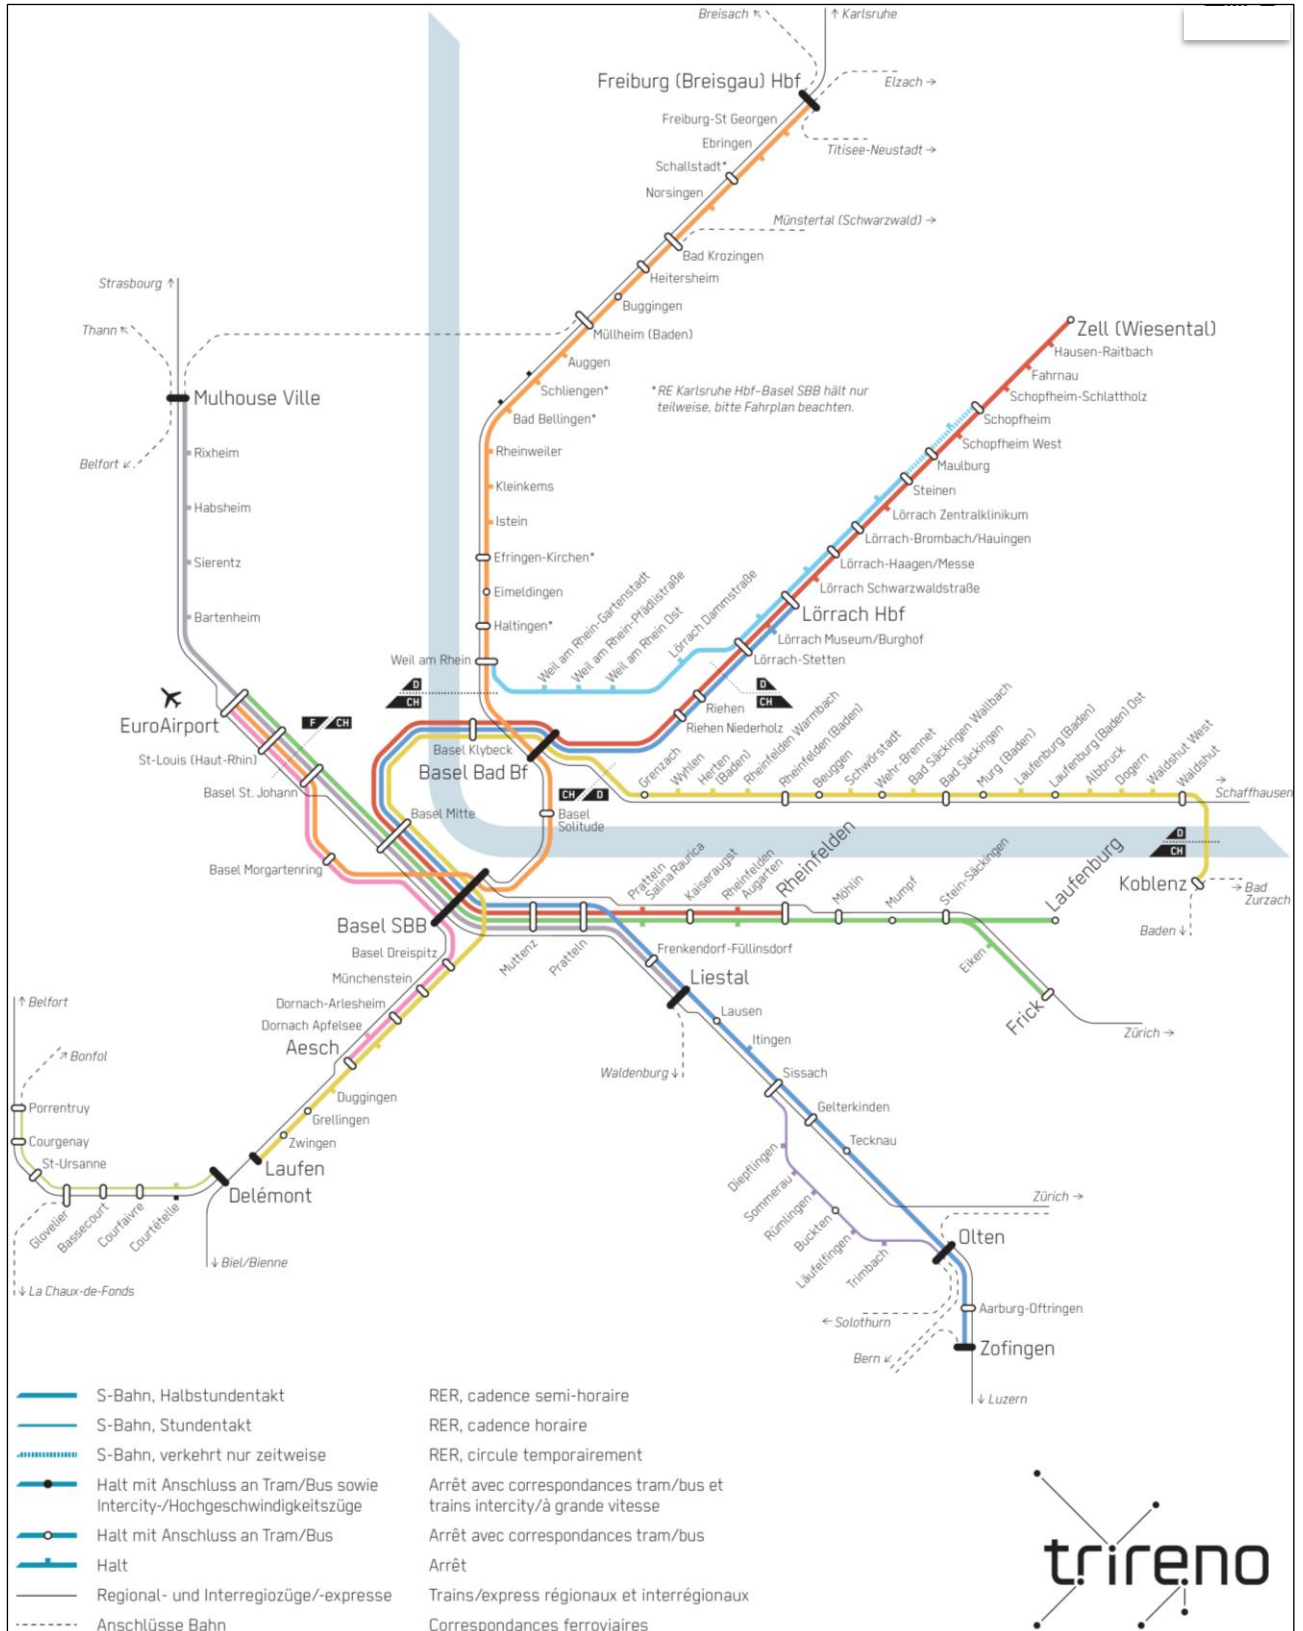 Breisach ↖
↑ Karlsruhe
Freiburg (Breisgau) Hbf
Elzach →
Freiburg-St Georgen
Ebringen
Titisee-Neustadt →
Schallstadt*
Norsingen
Münstertal (Schwarzwald) →
Bad Krozingen
Heitersheim
Strasbourg ↑
Buggingen
Thann ↖
Müllheim (Baden)
Zell (Wiesental)
Hausen-Raitbach
Auggen
Fahrnau
Schliengen*
*RE Karlsruhe Hbf–Basel SBB hält nur
teilweise, bitte Fahrplan beachten.
Schopfheim-Schlattholz
Mulhouse Ville
Bad Bellingen*
Schopfheim
Schopfheim West
Rixheim
Rheinweiler
Belfort ↙
Maulburg
Kleinkems
Steinen
Habsheim
Istein
Lörrach Zentralklinikum
Lörrach-Brombach/Hauingen
Sierentz
Efringen-Kirchen*
Lörrach-Haagen/Messe
Eimeldingen
Lörrach Schwarzwaldstraße
Bartenheim
Haltingen*
Lörrach Hbf
Weil am Rhein-Gartenstadt
Weil am Rhein-Pfädlistraße
Weil am Rhein Ost
Lörrach Dammstraße
Lörrach Museum/Burghof
Weil am Rhein
Lörrach-Stetten
D
CH
D
CH
Riehen
EuroAirport
F CH
Riehen Niederholz
St-Louis (Haut-Rhin)
Basel Klybeck
Basel Bad Bf
Grenzach
Wyhlen
Herten
(Baden)
Rheinfelden Warmbach
Rheinfelden (Baden)
Beuggen
Schwörstadt
Wehr-Brennet
Bad Säckingen Wallbach
Bad Säckingen
Murg (Baden)
Laufenburg (Baden)
Laufenburg (Baden) Ost
Albbruck
Dogern
Waldshut West
Waldshut
→
Schaffhausen
Basel St. Johann
CH D
Basel Mitte
Basel
Solitude
D
CH
Basel Morgartenring
Koblenz
→ Bad
Zurzach
Baden ↓
Basel SBB
Muttenz
Pratteln
Pratteln
Salina Raurica
Kaiseraugst
Rheinfelden
Augarten
Rheinfelden
Möhlin
Mumpf
Stein-Säckingen
Laufenburg
Eiken
Frick
Zürich →
Basel Dreispitz
Münchenstein
Dornach-Arlesheim
Dornach Apfelsee
Aesch
Frenkendorf-Füllinsdorf
Liestal
Lausen
Itingen
Waldenburg ↓
Sissach
Gelterkinden
Tecknau
↑ Belfort
↗ Bonfol
Duggingen
Grellingen
Zwingen
Laufen
Delémont
Porrentruy
Courgenay
St-Ursanne
Glovelier
Bassecourt
Courfaivre
Courtételle
↓ Biel/Bienne
↓ La Chaux-de-Fonds
Diepflingen
Sommerau
Rümlingen
Buckten
Läufelfingen
Trimbach
Zürich →
Olten
Aarburg-Oftringen
← Solothurn
Bern ↙
Zofingen
↓ Luzern
S-Bahn, Halbstundentakt RER, cadence semi-horaire
S-Bahn, Stundentakt RER, cadence horaire
S-Bahn, verkehrt nur zeitweise RER, circule temporairement
Halt mit Anschluss an Tram/Bus sowie Arrêt avec correspondances tram/bus et
Intercity-/Hochgeschwindigkeitszüge trains intercity/à grande vitesse
Halt mit Anschluss an Tram/Bus Arrêt avec correspondances tram/bus
Halt Arrêt
Regional- und Interregiozüge/-expresse Trains/express régionaux et interrégionaux
Anschlüsse Bahn Correspondances ferroviaires
trireno